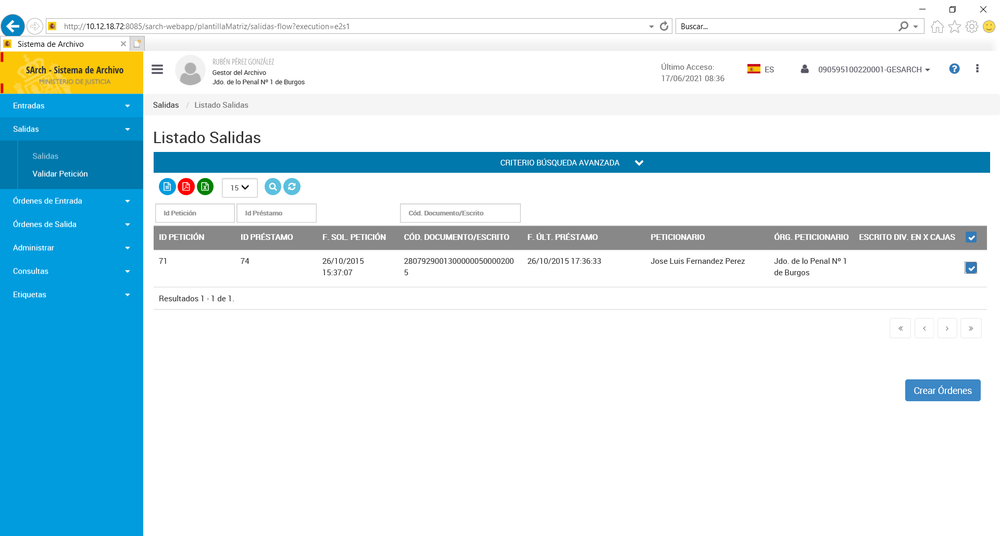 http://10.12.18.72:8085/sarch-webapp/plantillaMatriz/salidas-flow?execution=e2s1
Buscar...
Sistema de Archivo
SArch - Sistema de Archivo
MINISTERIO DE JUSTICIA
RUBÉN PÉREZ GONZÁLEZ
Gestor del Archivo
Jdo. de lo Penal Nº 1 de Burgos
Último Acceso:
17/06/2021 08:36
ES
090595100220001-GESARCH
Entradas
Salidas
Salidas
Validar Petición
Órdenes de Entrada
Órdenes de Salida
Administrar
Consultas
Etiquetas
Salidas / Listado Salidas
Listado Salidas
CRITERIO BÚSQUEDA AVANZADA
15
Id Petición
Id Préstamo
Cód. Documento/Escrito
ID PETICIÓN ID PRÉSTAMO F. SOL. PETICIÓN CÓD. DOCUMENTO/ESCRITO F. ÚLT. PRÉSTAMO PETICIONARIO ÓRG. PETICIONARIO ESCRITO DIV. EN X CAJAS
71 74 26/10/2015 2807929001300000050000200 26/10/2015 17:36:33 Jose Luis Fernandez Perez Jdo. de lo Penal Nº 1
15:37:07 5 de Burgos
Resultados 1 - 1 de 1.
« ‹ › »
Crear Órdenes